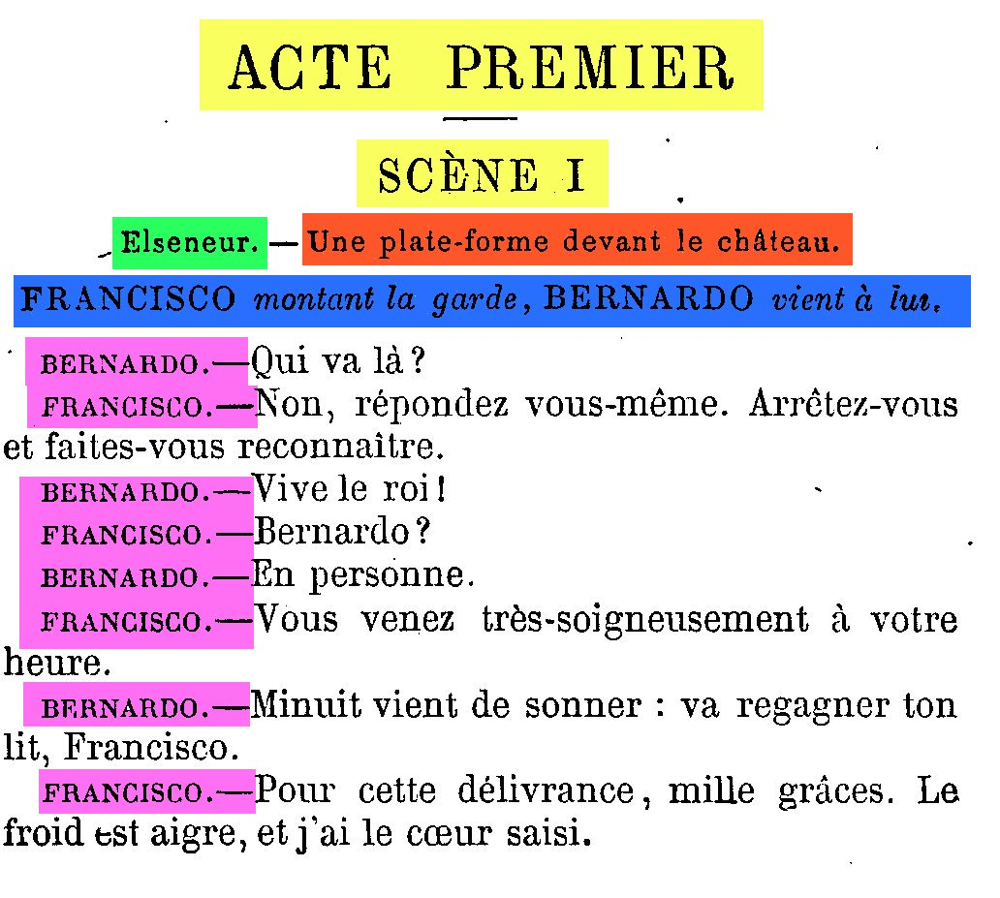 ACTE PREMIER
SCÈNE I
Elseneur. — Une plate-forme devant le château.
FRANCISCO montant la garde, BERNARDO vient à lui.
BERNARDO.—Qui va là?
FRANCISCO.—Non, répondez vous-même. Arrêtez-vous
et faites-vous reconnaître.
BERNARDO.—Vive le roi!
FRANCISCO.—Bernardo?
BERNARDO.—En personne.
FRANCISCO.—Vous venez très-soigneusement à votre
heure.
BERNARDO.—Minuit vient de sonner : va regagner ton
lit, Francisco.
FRANCISCO.—Pour cette délivrance, mille grâces. Le
froid est aigre, et j'ai le cœur saisi.